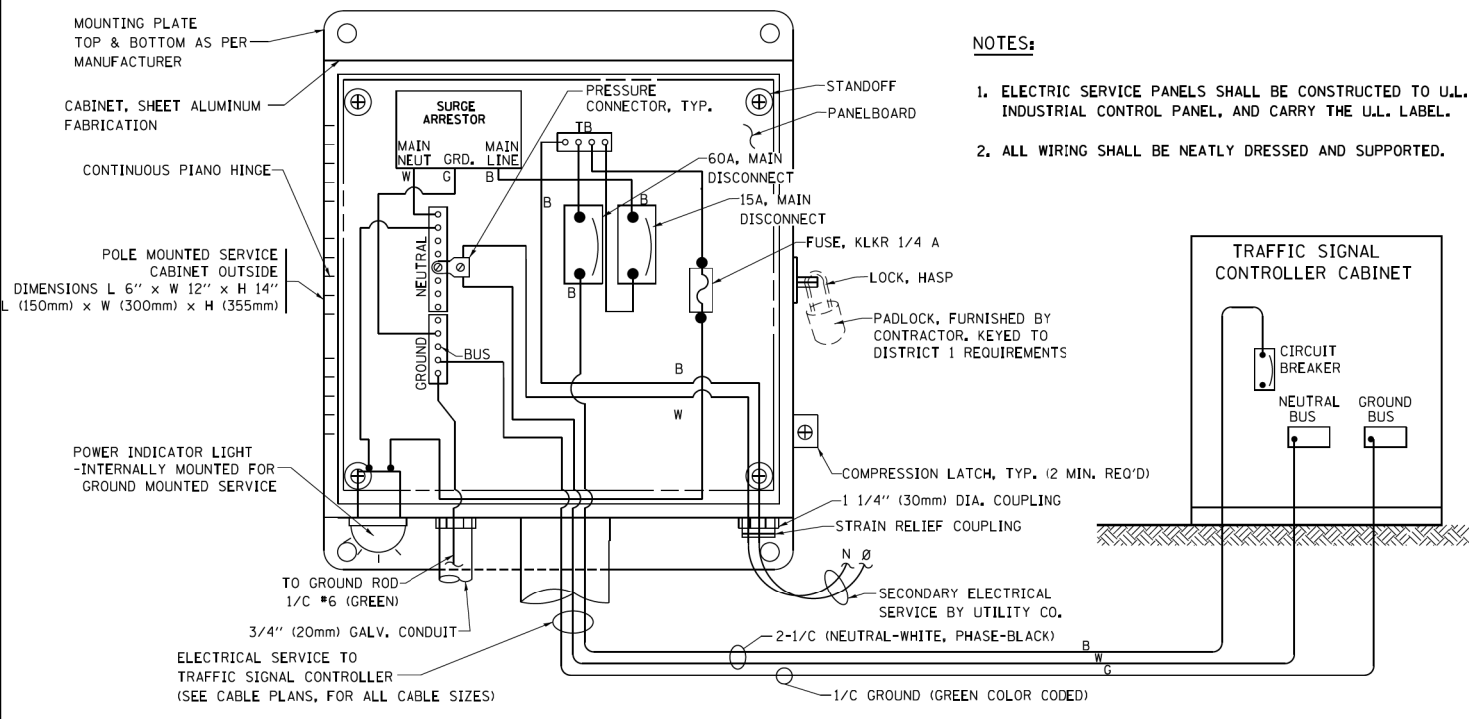 MOUNTING PLATE
TOP & BOTTOM AS PER
MANUFACTURER
CABINET, SHEET ALUMINUM
FABRICATION
CONTINUOUS PIANO HINGE
POLE MOUNTED SERVICE
CABINET OUTSIDE
DIMENSIONS L 6" x W 12" x H 14"
L (150mm) x W (300mm) x H (355mm)
POWER INDICATOR LIGHT
-INTERNALLY MOUNTED FOR
GROUND MOUNTED SERVICE
TO GROUND ROD
1/C #6 (GREEN)
3/4" (20mm) GALV. CONDUIT
ELECTRICAL SERVICE TO
TRAFFIC SIGNAL CONTROLLER
(SEE CABLE PLANS, FOR ALL CABLE SIZES)
SURGE
ARRESTOR
MAIN
NEUT
GRD.
MAIN
LINE
W
G
B
PRESSURE
CONNECTOR, TYP.
TB
NEUTRAL
GROUND
BUS
B
B
B
B
W
STANDOFF
PANELBOARD
60A, MAIN
DISCONNECT
15A, MAIN
DISCONNECT
FUSE, KLKR 1/4 A
LOCK, HASP
PADLOCK, FURNISHED BY
CONTRACTOR. KEYED TO
DISTRICT 1 REQUIREMENTS
COMPRESSION LATCH, TYP. (2 MIN. REQ'D)
1 1/4" (30mm) DIA. COUPLING
STRAIN RELIEF COUPLING
N Ø
SECONDARY ELECTRICAL
SERVICE BY UTILITY CO.
2-1/C (NEUTRAL-WHITE, PHASE-BLACK)
B
W
G
1/C GROUND (GREEN COLOR CODED)
NOTES:
1. ELECTRIC SERVICE PANELS SHALL BE CONSTRUCTED TO U.L.
INDUSTRIAL CONTROL PANEL, AND CARRY THE U.L. LABEL.
2. ALL WIRING SHALL BE NEATLY DRESSED AND SUPPORTED.
TRAFFIC SIGNAL
CONTROLLER CABINET
CIRCUIT
BREAKER
NEUTRAL
BUS
GROUND
BUS